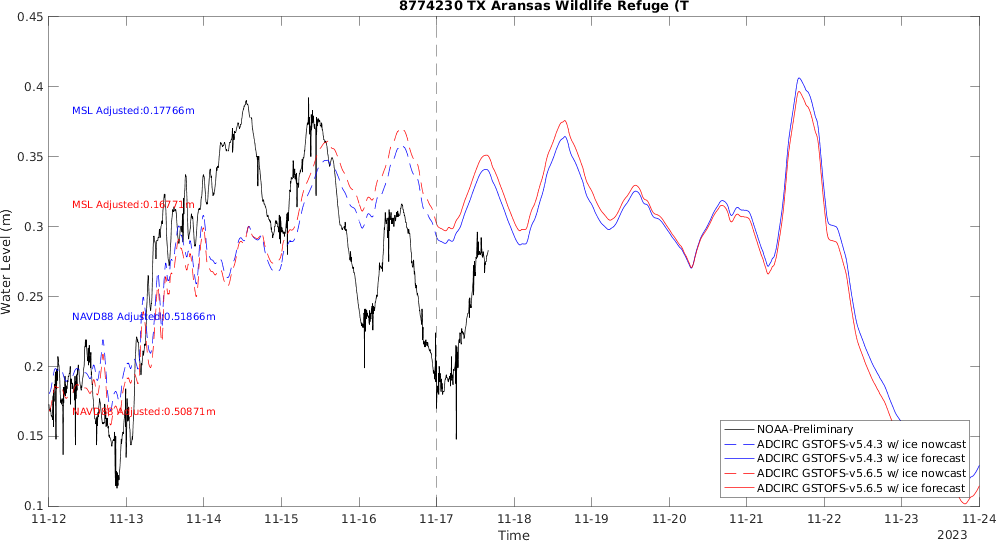 8774230 TX Aransas Wildlife Refuge (T
Water Level (m)
0.45
0.4
0.35
0.3
0.25
0.2
0.15
0.1
MSL Adjusted:0.17766m
MSL Adjusted:0.16771m
NAVD88 Adjusted:0.51866m
NAVD88 Adjusted:0.50871m
NOAA-Preliminary
ADCIRC GSTOFS-v5.4.3 w/ ice nowcast
ADCIRC GSTOFS-v5.4.3 w/ ice forecast
ADCIRC GSTOFS-v5.6.5 w/ ice nowcast
ADCIRC GSTOFS-v5.6.5 w/ ice forecast
11-12 11-13 11-14 11-15 11-16 11-17 11-18 11-19 11-20 11-21 11-22 11-23 11-24
Time
2023